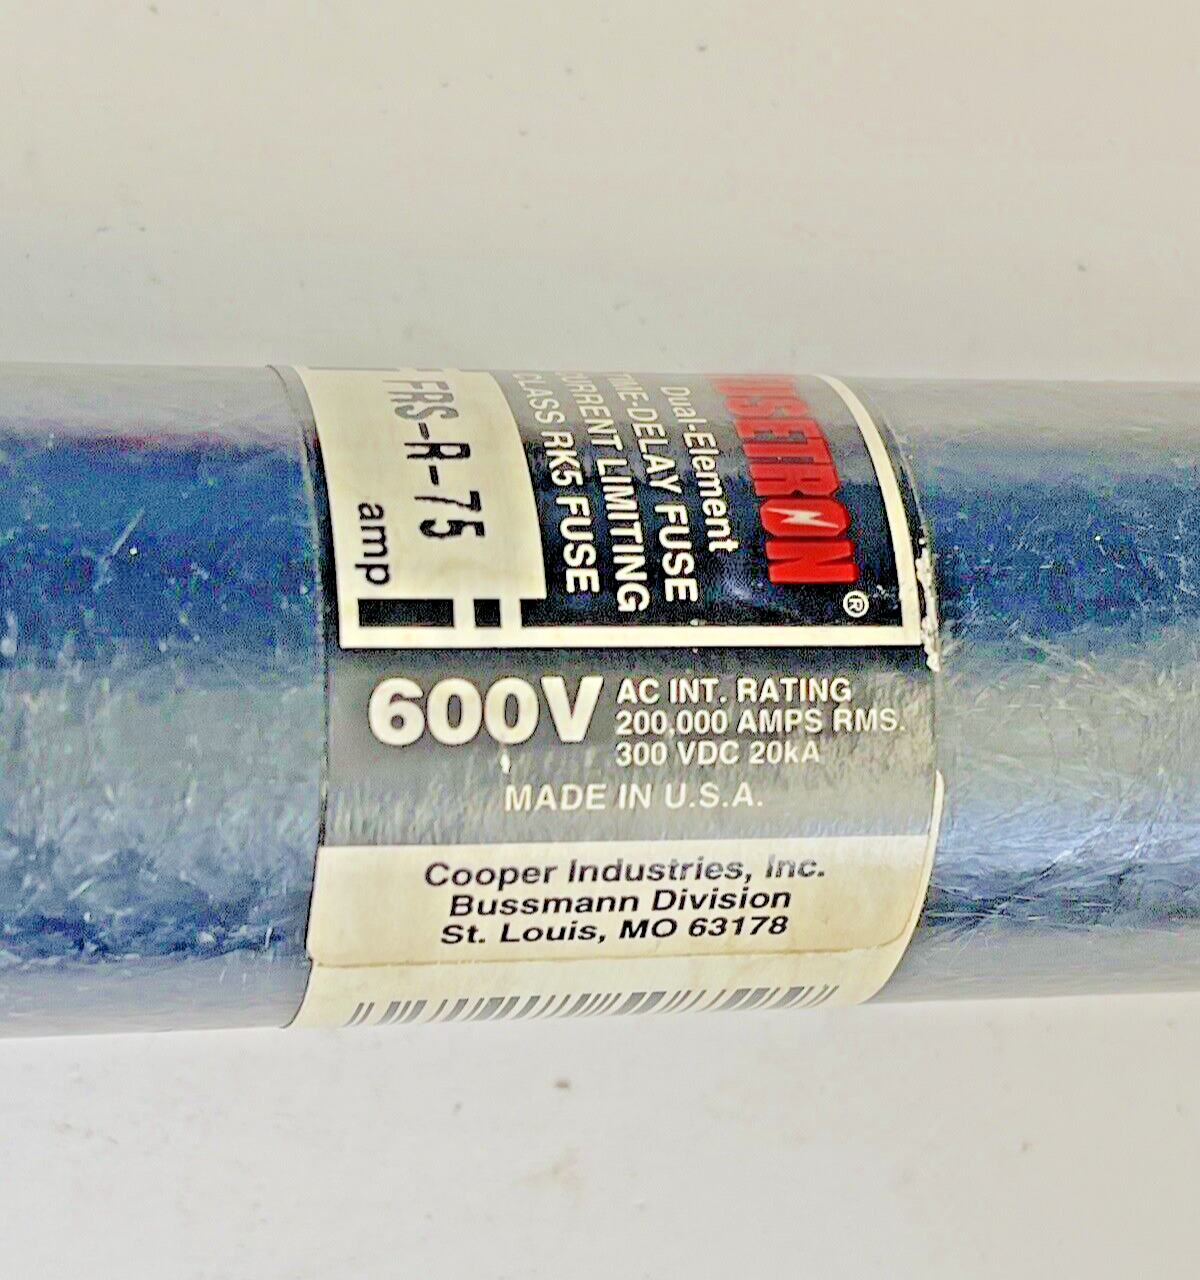 USETRON®
Dual-Element
TIME-DELAY FUSE
CURRENT LIMITING
CLASS RK5 FUSE
FRS-R-75
amp
600V
AC INT. RATING
200,000 AMPS RMS.
300 VDC 20kA
MADE IN U.S.A.
Cooper Industries, Inc.
Bussmann Division
St. Louis, MO 63178